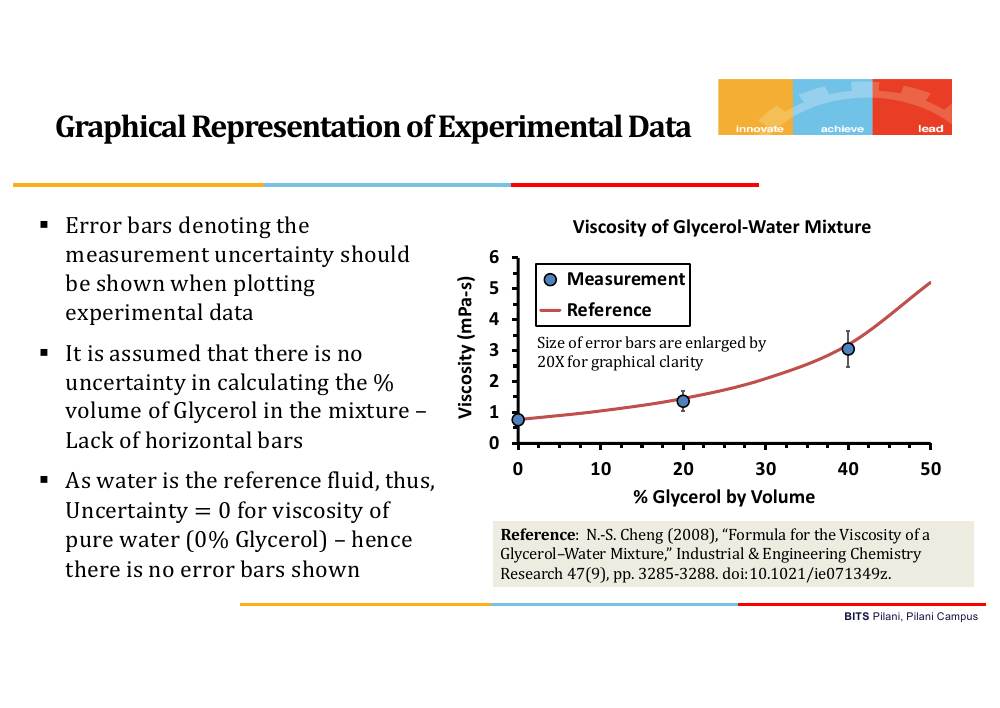 Graphical Representation of Experimental Data
innovate achieve lead
▪ Error bars denoting the
measurement uncertainty should
be shown when plotting
experimental data
▪ It is assumed that there is no
uncertainty in calculating the %
volume of Glycerol in the mixture –
Lack of horizontal bars
▪ As water is the reference fluid, thus,
Uncertainty = 0 for viscosity of
pure water (0% Glycerol) – hence
there is no error bars shown
Viscosity of Glycerol-Water Mixture
Viscosity (mPa-s)
6
5
4
3
2
1
0
Measurement
Reference
Size of error bars are enlarged by
20X for graphical clarity
0 10 20 30 40 50
% Glycerol by Volume
Reference: N.-S. Cheng (2008), “Formula for the Viscosity of a
Glycerol–Water Mixture,” Industrial & Engineering Chemistry
Research 47(9), pp. 3285-3288. doi:10.1021/ie071349z.
BITS Pilani, Pilani Campus